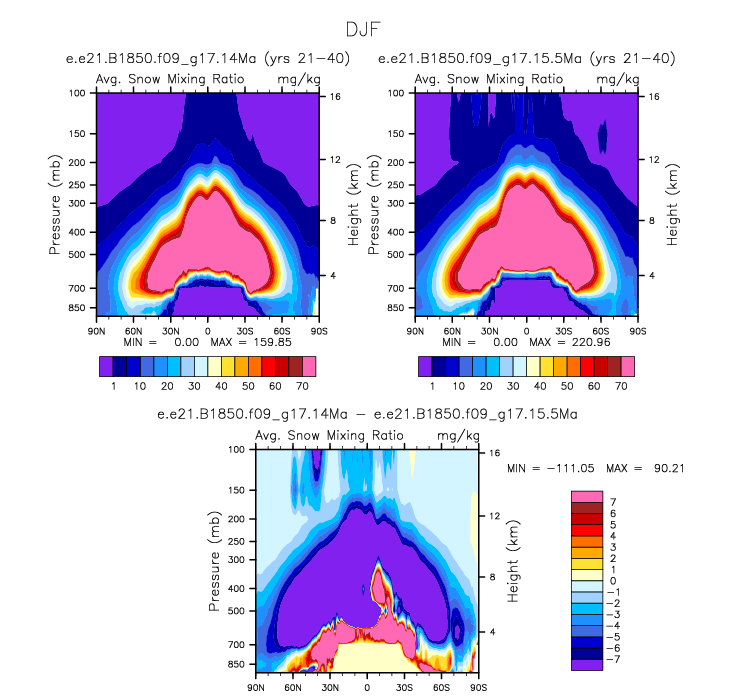 DJF
e.e21.B1850.f09_g17.14Ma (yrs 21-40)
Avg. Snow Mixing Ratio mg/kg
Pressure (mb)
100
150
200
250
300
400
500
700
850
16
12
8
4
Height (km)
90N 60N 30N 0 30S 60S 90S
MIN = 0.00 MAX = 159.85
1 10 20 30 40 50 60 70
e.e21.B1850.f09_g17.15.5Ma (yrs 21-40)
Avg. Snow Mixing Ratio mg/kg
Pressure (mb)
100
150
200
250
300
400
500
700
850
16
12
8
4
Height (km)
90N 60N 30N 0 30S 60S 90S
MIN = 0.00 MAX = 220.96
1 10 20 30 40 50 60 70
e.e21.B1850.f09_g17.14Ma - e.e21.B1850.f09_g17.15.5Ma
Avg. Snow Mixing Ratio mg/kg
Pressure (mb)
100
150
200
250
300
400
500
700
850
16
12
8
4
Height (km)
90N 60N 30N 0 30S 60S 90S
MIN = -111.05 MAX = 90.21
7
6
5
4
3
2
1
0
-1
-2
-3
-4
-5
-6
-7